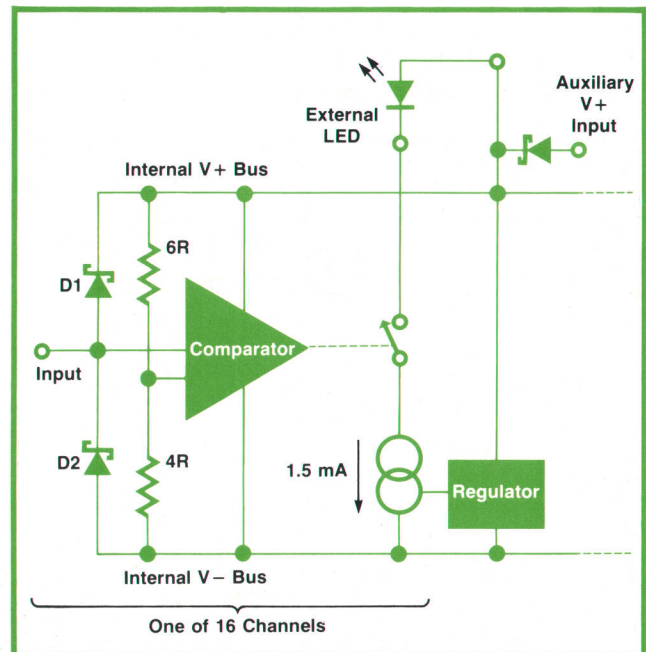 External
LED
Auxiliary
V+
Input
Internal V+ Bus
6R
D1
Comparator
Input
D2
4R
1.5 mA
Regulator
Internal V− Bus
One of 16 Channels